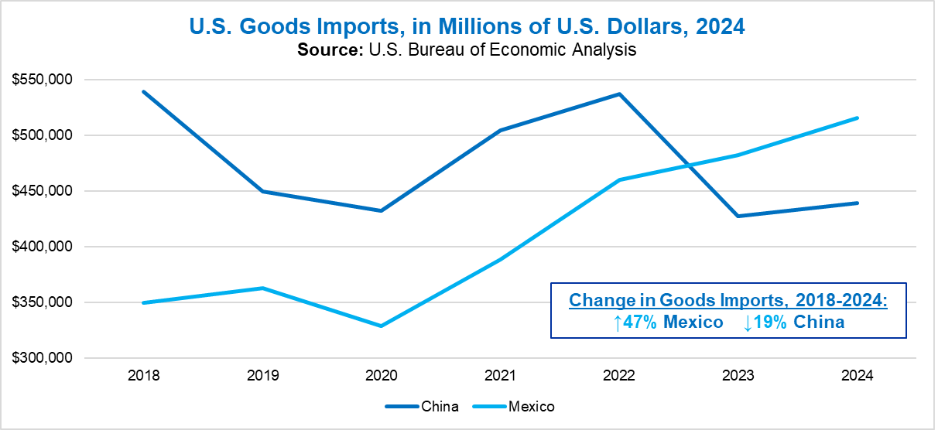 U.S. Goods Imports, in Millions of U.S. Dollars, 2024
Source: U.S. Bureau of Economic Analysis
$550,000
$500,000
$450,000
$400,000
$350,000
$300,000
Change in Goods Imports, 2018-2024:
↑47% Mexico ↓19% China
2018 2019 2020 2021 2022 2023 2024
China Mexico